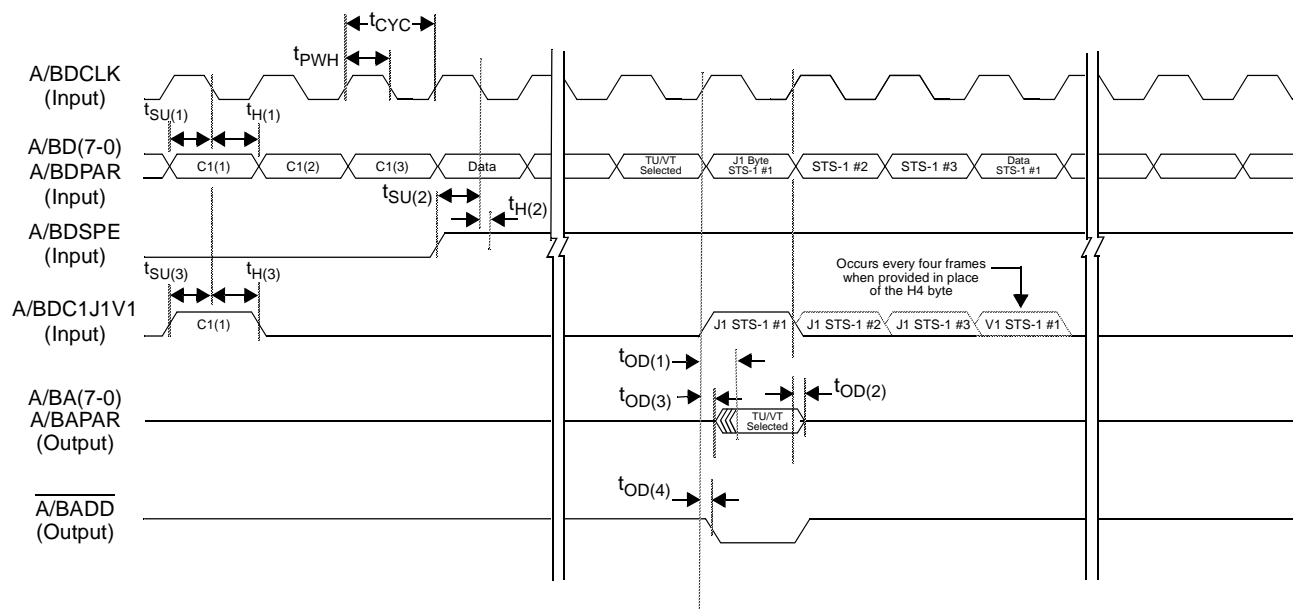 tCYC
tPWH
A/BDCLK
(Input)
tSU(1)
tH(1)
A/BD(7-0)
A/BDPAR
(Input)
C1(1)
C1(2)
C1(3)
Data
TU/VT
Selected
J1 Byte
STS-1 #1
STS-1 #2
STS-1 #3
Data
STS-1 #1
tSU(2)
tH(2)
A/BDSPE
(Input)
tSU(3)
tH(3)
Occurs every four frames
when provided in place
of the H4 byte
A/BDC1J1V1
(Input)
C1(1)
J1 STS-1 #1
J1 STS-1 #2
J1 STS-1 #3
V1 STS-1 #1
tOD(1)
tOD(3)
tOD(2)
A/BA(7-0)
A/BAPAR
(Output)
TU/VT
Selected
tOD(4)
A/BADD
(Output)